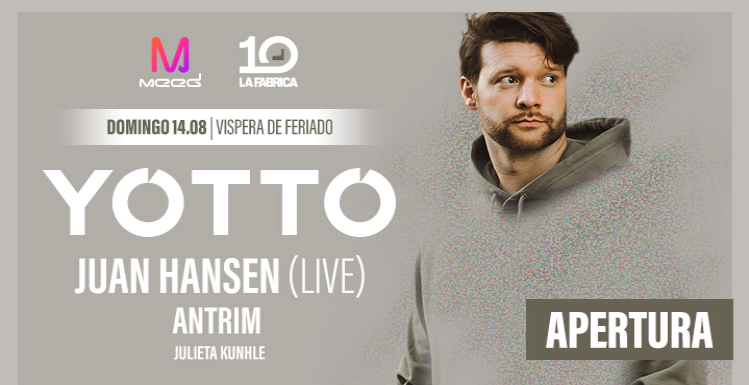 meed
10
LA FABRICA
DOMINGO 14.08 | VISPERA DE FERIADO
YOTTO
JUAN HANSEN (LIVE)
ANTRIM
JULIETA KUNHLE
APERTURA